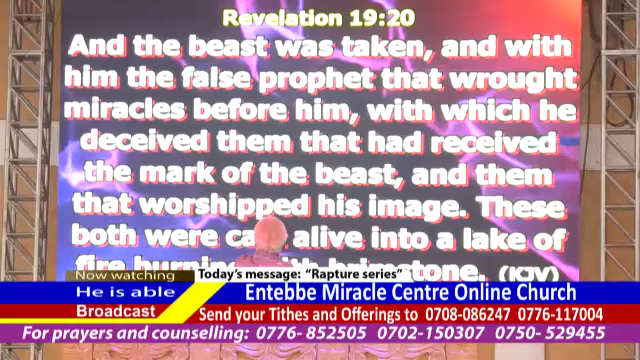 Revelation 19:20
And the beast was taken, and with
him the false prophet that wrought
miracles before him, with which he
deceived them that had received
the mark of the beast, and them
that worshipped his image. These
both were alive into a lake of
fire burning with brimstone. (KJV)
Now watching
Today's message: "Rapture series"
He is able
Entebbe Miracle Centre Online Church
Broadcast
Send your Tithes and Offerings to 0708-086247 0776-117004
For prayers and counselling: 0776-852505 0702-150307 0750-529455